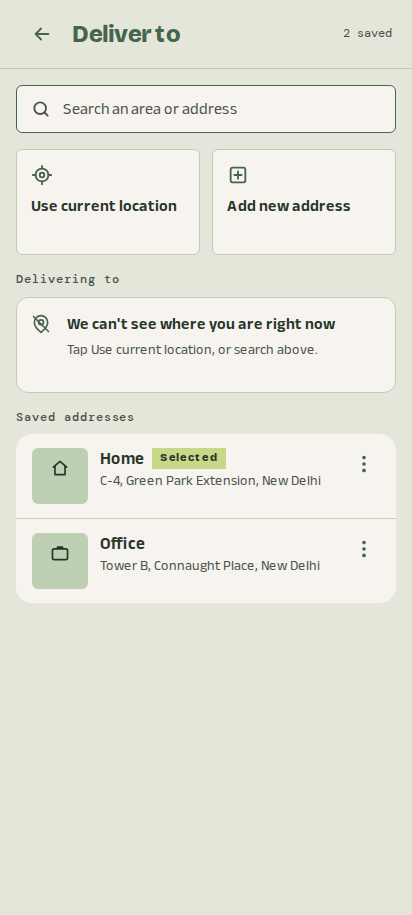 Deliver to
2 saved
Search an area or address
Use current location
Add new address
Delivering to
We can't see where you are right now
Tap Use current location, or search above.
Saved addresses
Home
Selected
C-4, Green Park Extension, New Delhi
Office
Tower B, Connaught Place, New Delhi